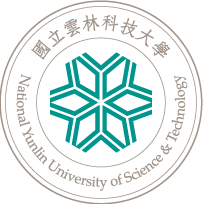 國立雲林科技大學
National Yunlin University of Science & Technology